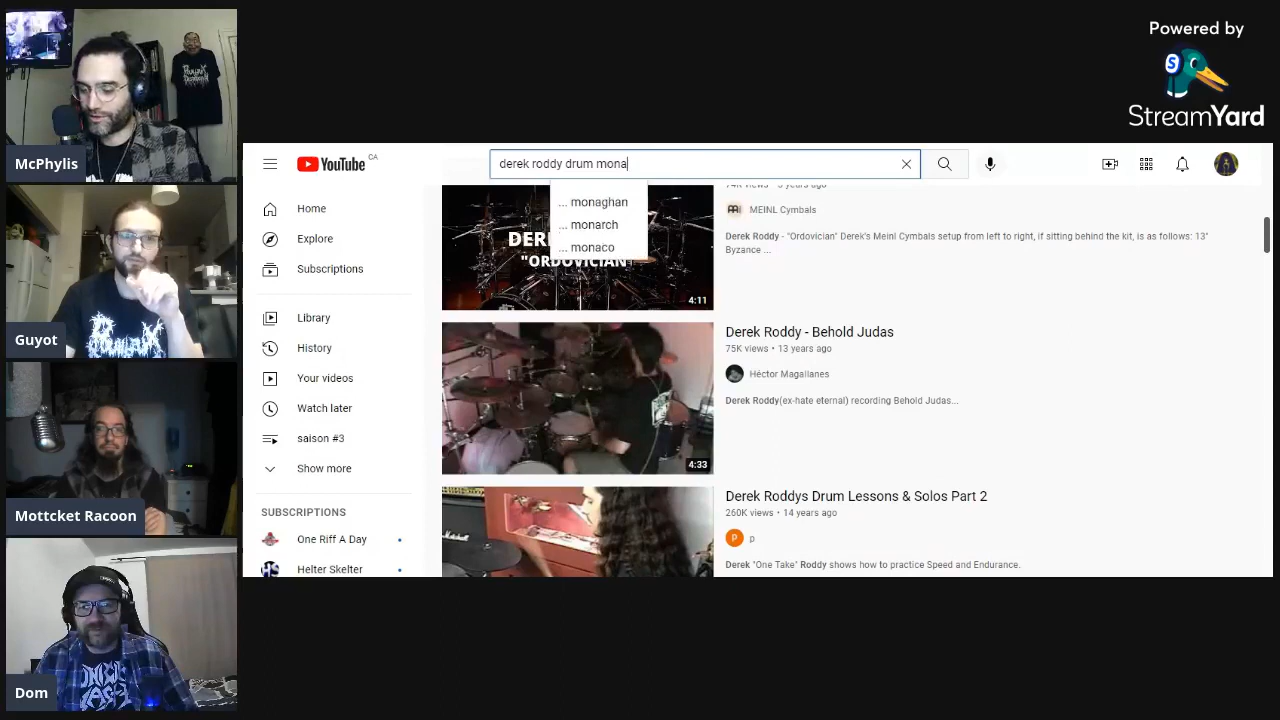 Powered by
StreamYard
McPhylis
Guyot
Mottcket Racoon
Dom
YouTube CA
derek roddy drum mona
... monaghan
... monarch
... monaco
Home
Explore
Subscriptions
Library
History
Your videos
Watch later
saison #3
Show more
SUBSCRIPTIONS
One Riff A Day
Helter Skelter
"ORDOVICIAN"
4:11
MEINL Cymbals
Derek Roddy - "Ordovician" Derek's Meinl Cymbals setup from left to right, if sitting behind the kit, is as follows: 13"
Byzance ...
4:33
Derek Roddy - Behold Judas
75K views • 13 years ago
Héctor Magallanes
Derek Roddy(ex-hate eternal) recording Behold Judas...
Derek Roddys Drum Lessons & Solos Part 2
260K views • 14 years ago
p
p
Derek "One Take" Roddy shows how to practice Speed and Endurance.